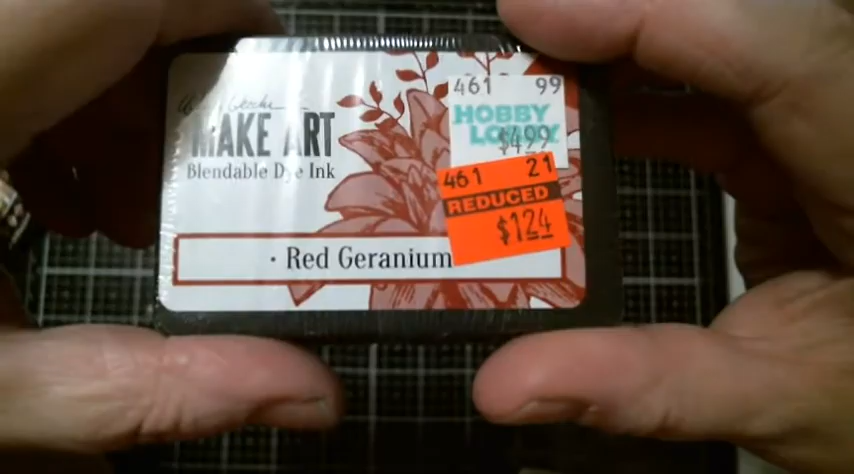 MAKE ART
Blendable Dye Ink
· Red Geranium
461 99
HOBBY
LOBBY
$4.99
461 21
REDUCED
$1.24